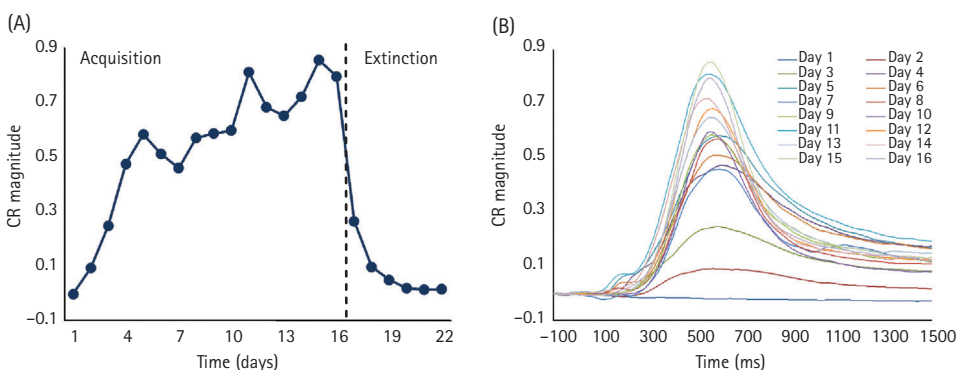 (A)
0.9
Acquisition
Extinction
0.7
0.5
0.3
0.1
−0.1
CR magnitude
1 4 7 10 13 16 19 22
Time (days)
(B)
0.9
0.7
0.5
0.3
0.1
−0.1
CR magnitude
Day 1 Day 2
Day 3 Day 4
Day 5 Day 6
Day 7 Day 8
Day 9 Day 10
Day 11 Day 12
Day 13 Day 14
Day 15 Day 16
−100 100 300 500 700 900 1100 1300 1500
Time (ms)